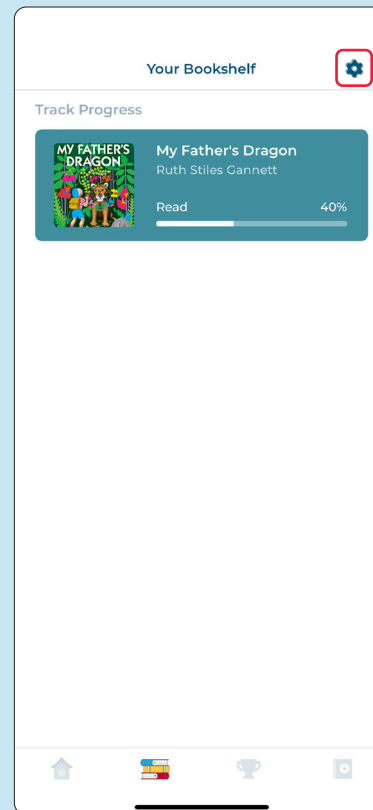 Your Bookshelf
Track Progress
MY FATHER'S
DRAGON
My Father's Dragon
Ruth Stiles Gannett
Read 40%